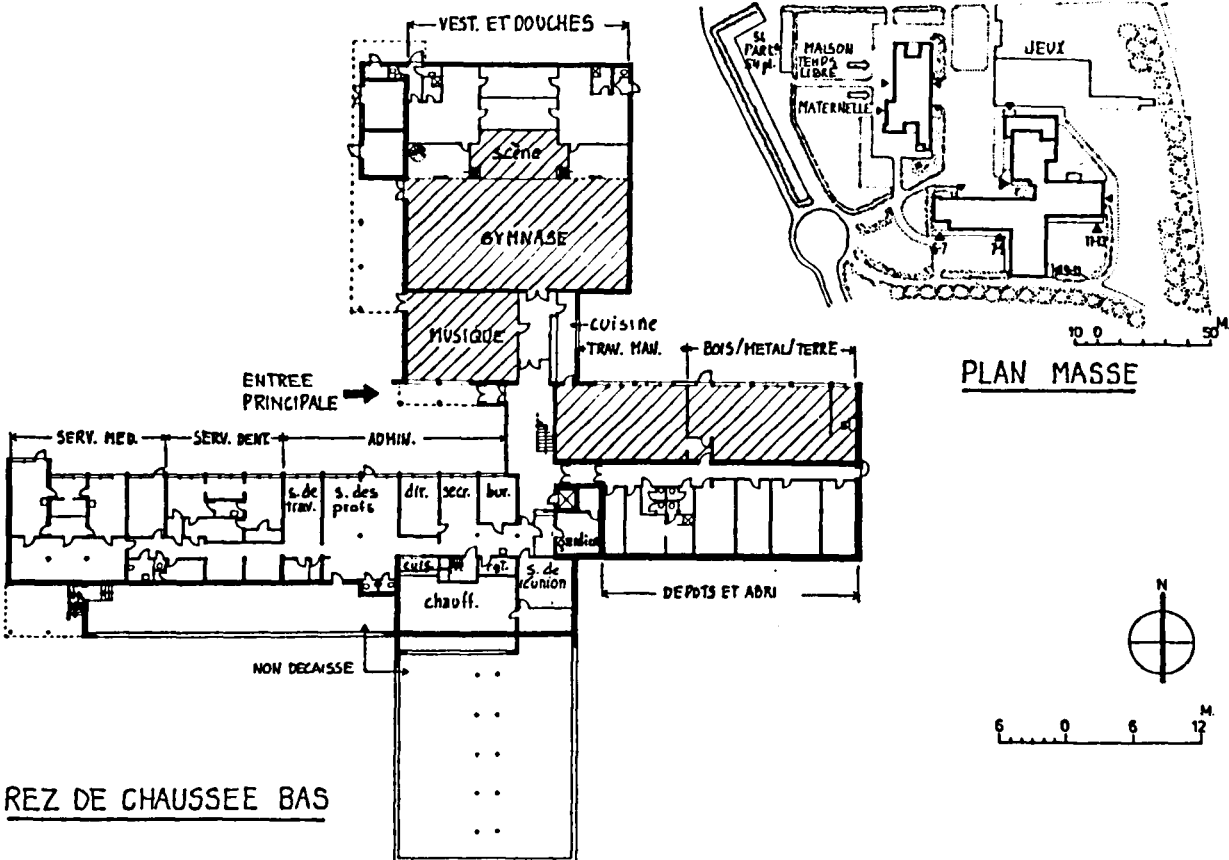 VEST. ET DOUCHES
Scène
GYMNASE
MUSIQUE
CUISINE
TRAV. MAN.
BOIS/METAL/TERRE
ENTREE
PRINCIPALE
SERV. MED.
SERV. DENT.
ADMIN.
s. de
trav.
s. des
profs
dir.
secr.
bur.
cuis.
chauff.
s. de
réunion
DEPOTS ET ABRI
NON DECAISSE
REZ DE CHAUSSEE BAS
MAISON
TEMPS
LIBRE
MATERNELLE
JEUX
10 0 50 M.
PLAN MASSE
N
6 0 6 12 M.